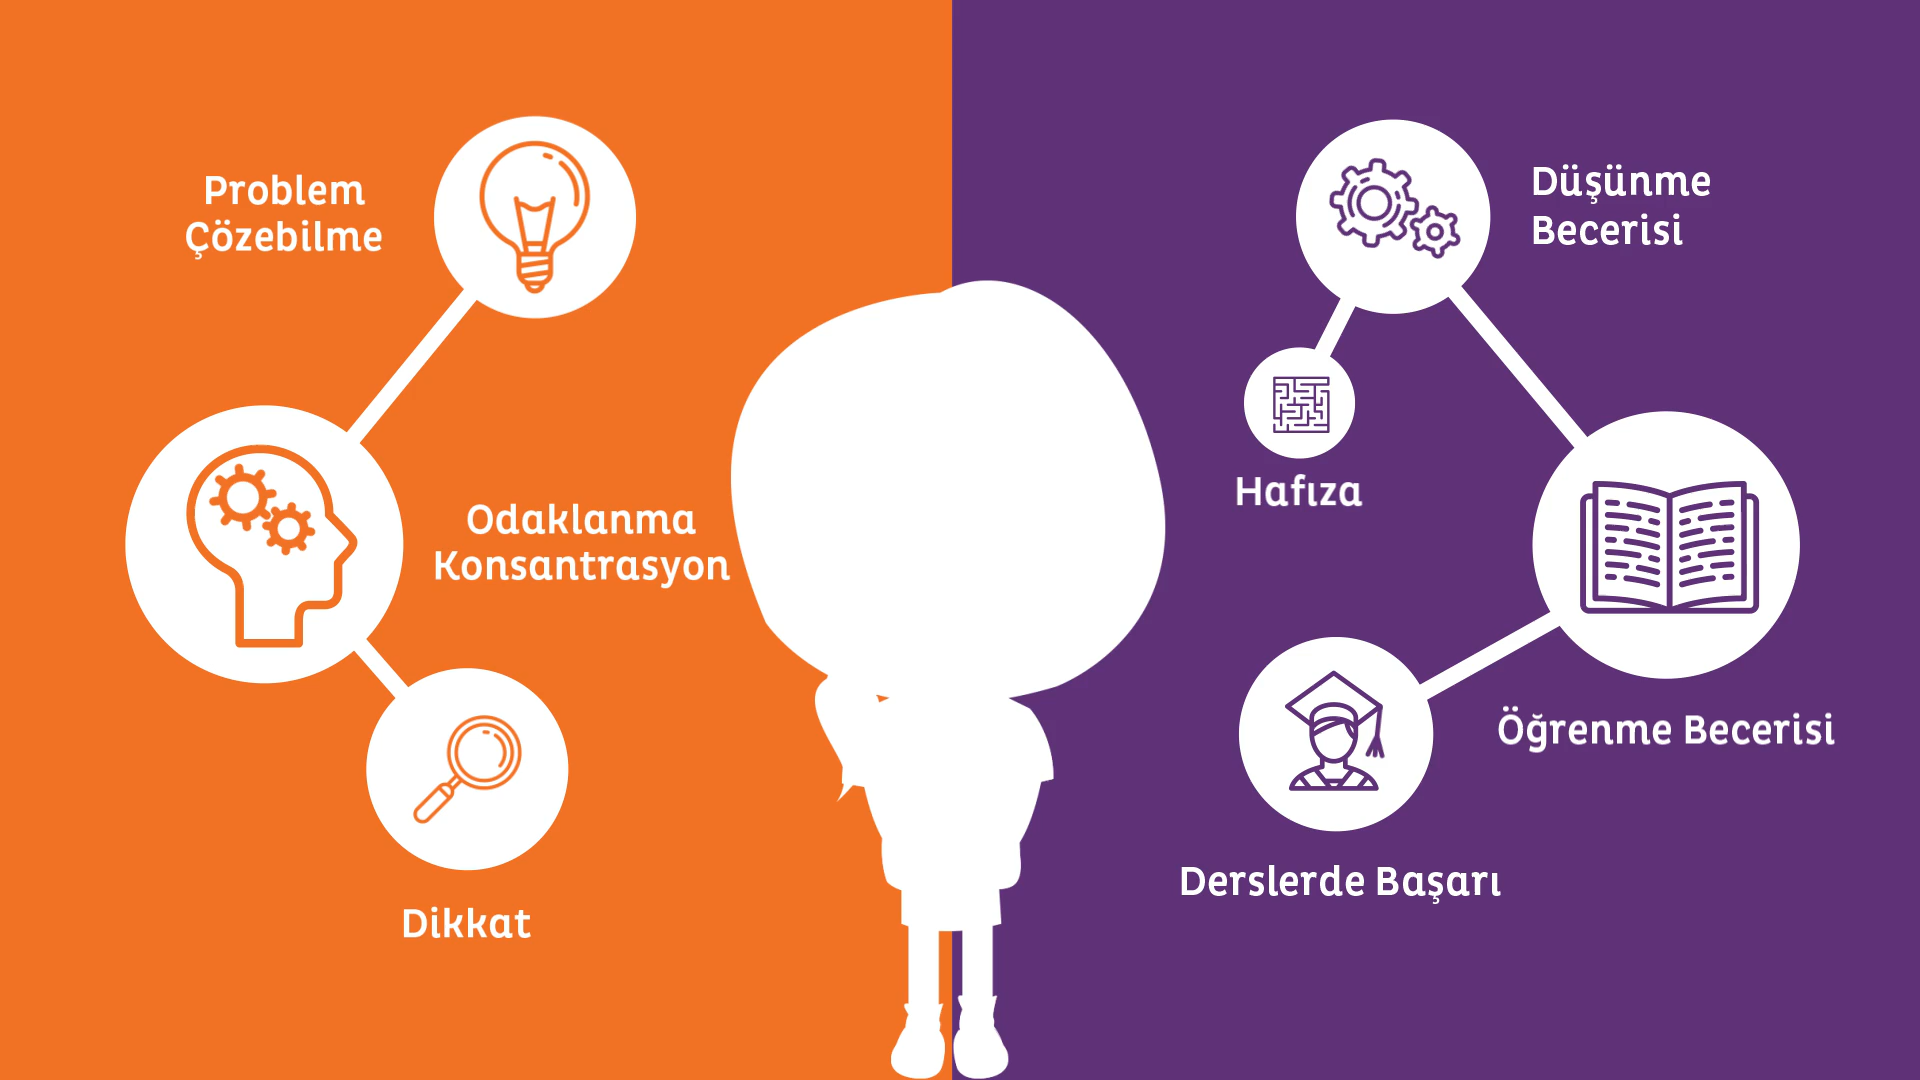 Problem
Çözebilme
Odaklanma
Konsantrasyon
Dikkat
Düşünme
Becerisi
Hafıza
Öğrenme Becerisi
Derslerde Başarı